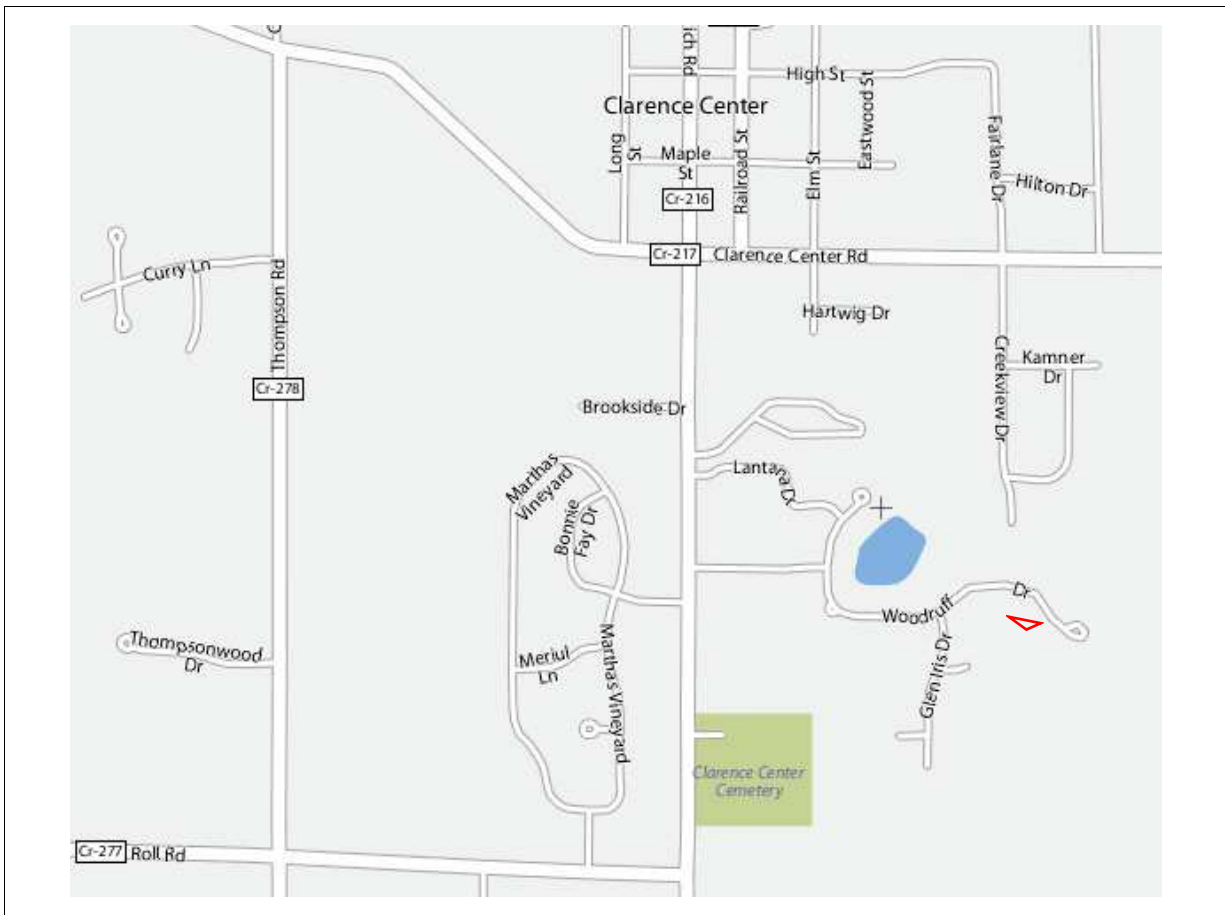 ich Rd
High St
Clarence Center
Long
St
Maple
St
Railroad St
Elm St
Eastwood St
Fairlane Dr
Hilton Dr
Cr-216
Cr-217
Clarence Center Rd
Curry Ln
Thompson Rd
Hartwig Dr
Creekview Dr
Kamner
Dr
Cr-278
Brookside Dr
Marthas
Vineyard
Lantana Dr
Bonnie
Fay Dr
Woodruff
Dr
Thompsonwood
Dr
Meriul
Ln
Marthas Vineyard
Glen Iris Dr
Clarence Center
Cemetery
Cr-277
Roll Rd